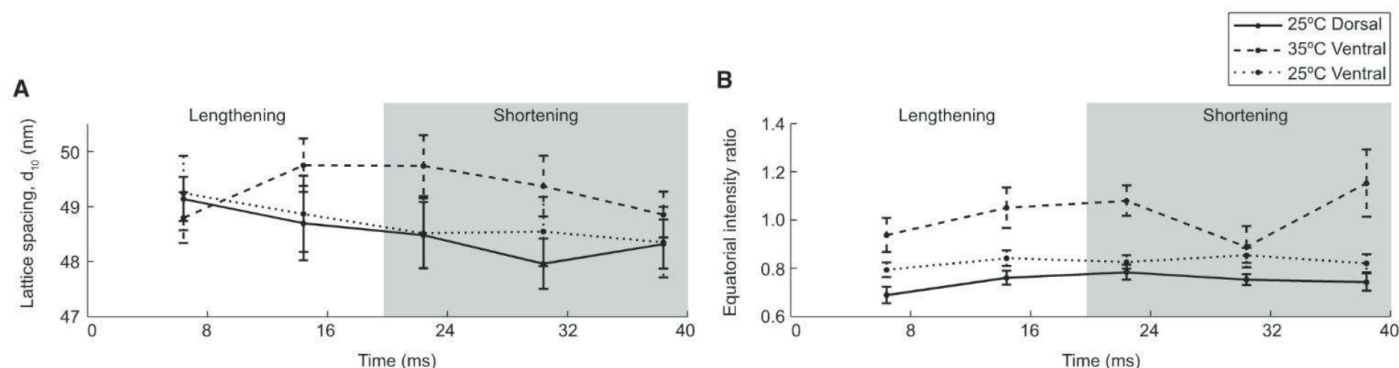 25ºC Dorsal
35ºC Ventral
25ºC Ventral
A
Lengthening
Shortening
Lattice spacing, d10 (nm)
50
49
48
47
0
8
16
24
32
40
Time (ms)
B
Lengthening
Shortening
Equatorial intensity ratio
1.4
1.2
1.0
0.8
0.6
0
8
16
24
32
40
Time (ms)